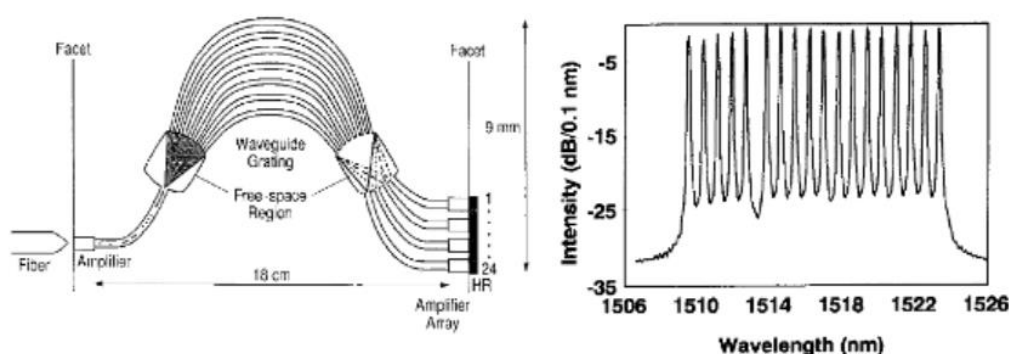 Facet
Facet
Waveguide
Grating
Free-space
Region
9 mm
1
24
HR
Fiber
Amplifier
18 cm
Amplifier
Array
Intensity (dB/0.1 nm)
-5
-15
-25
-35
1506 1510 1514 1518 1522 1526
Wavelength (nm)